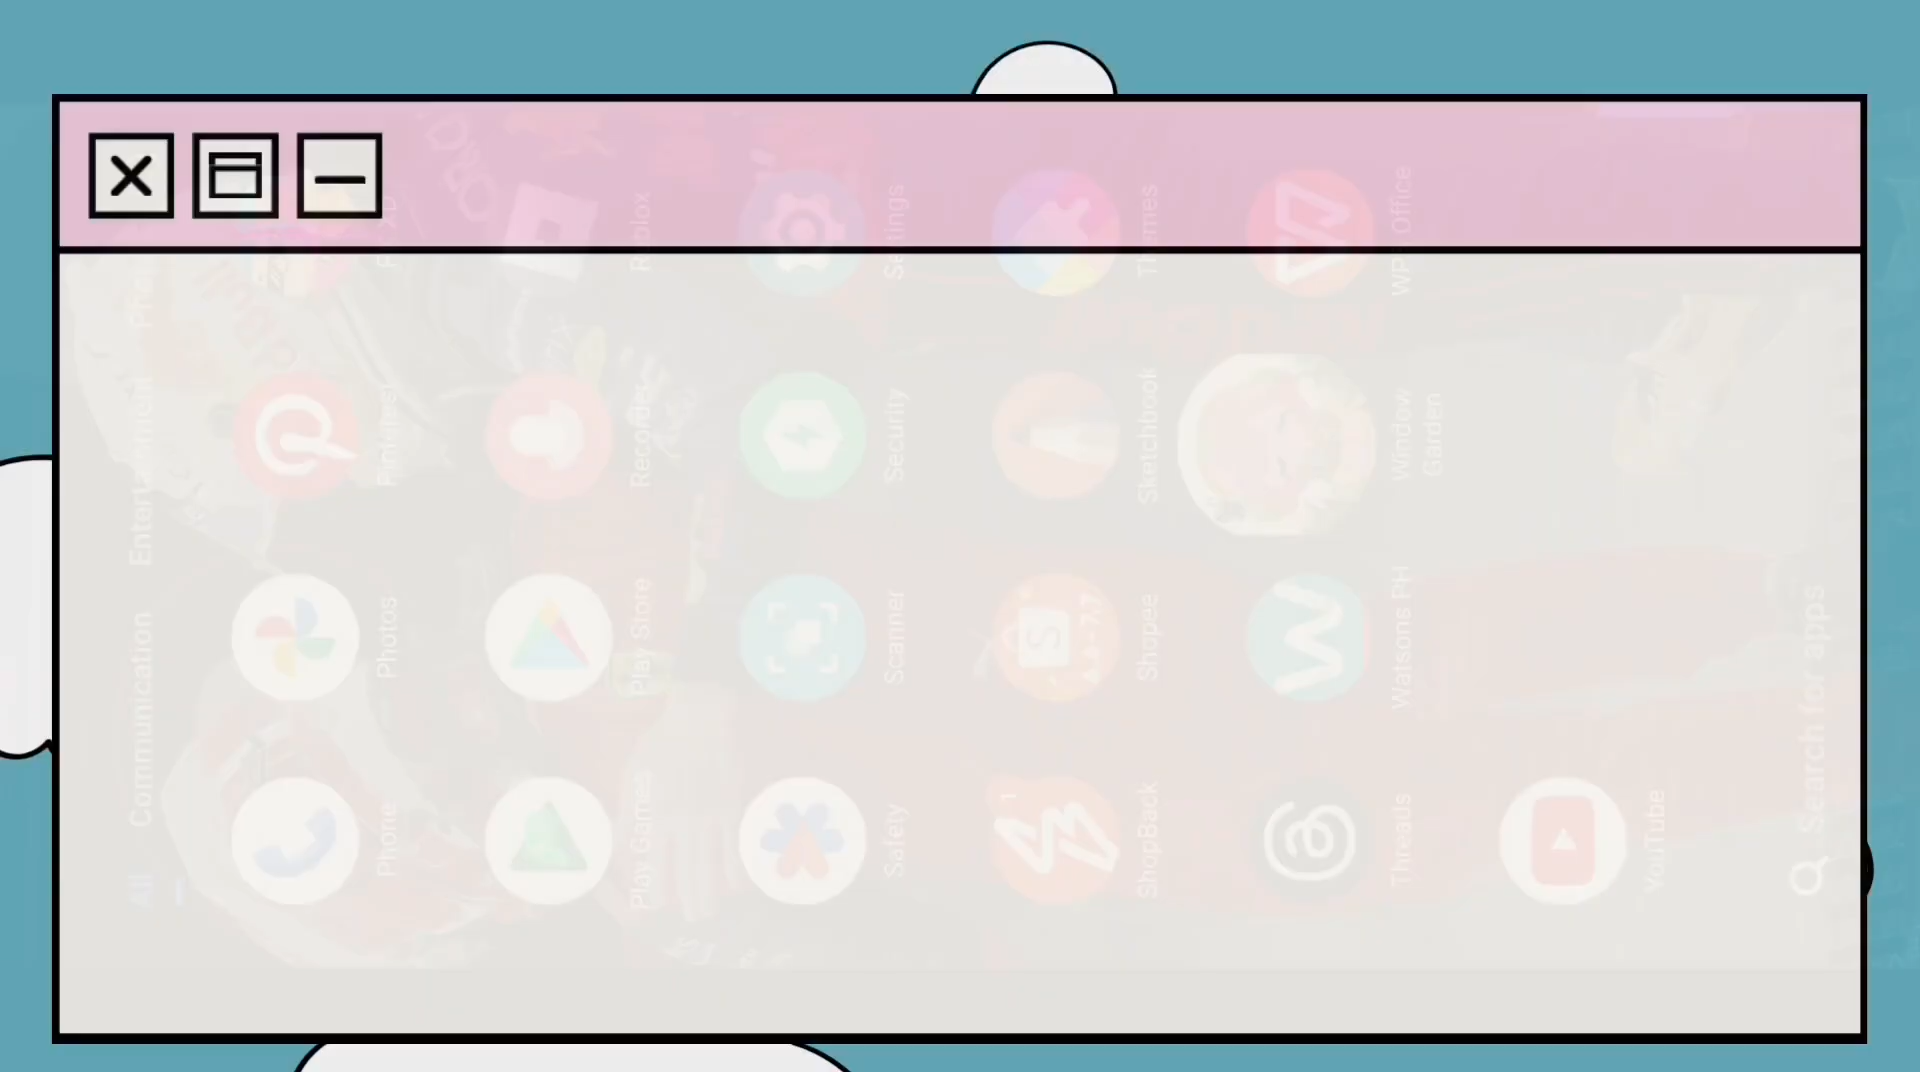 All
Communication
Entertainment
Phone
Photos
Pinterest
Play Games
Play Store
Recorder
Roblox
Safety
Scanner
Security
Settings
ShopBack
Shopee
Sketchbook
Themes
Threads
Watsons PH
Window
Garden
WPS Office
YouTube
Search for apps